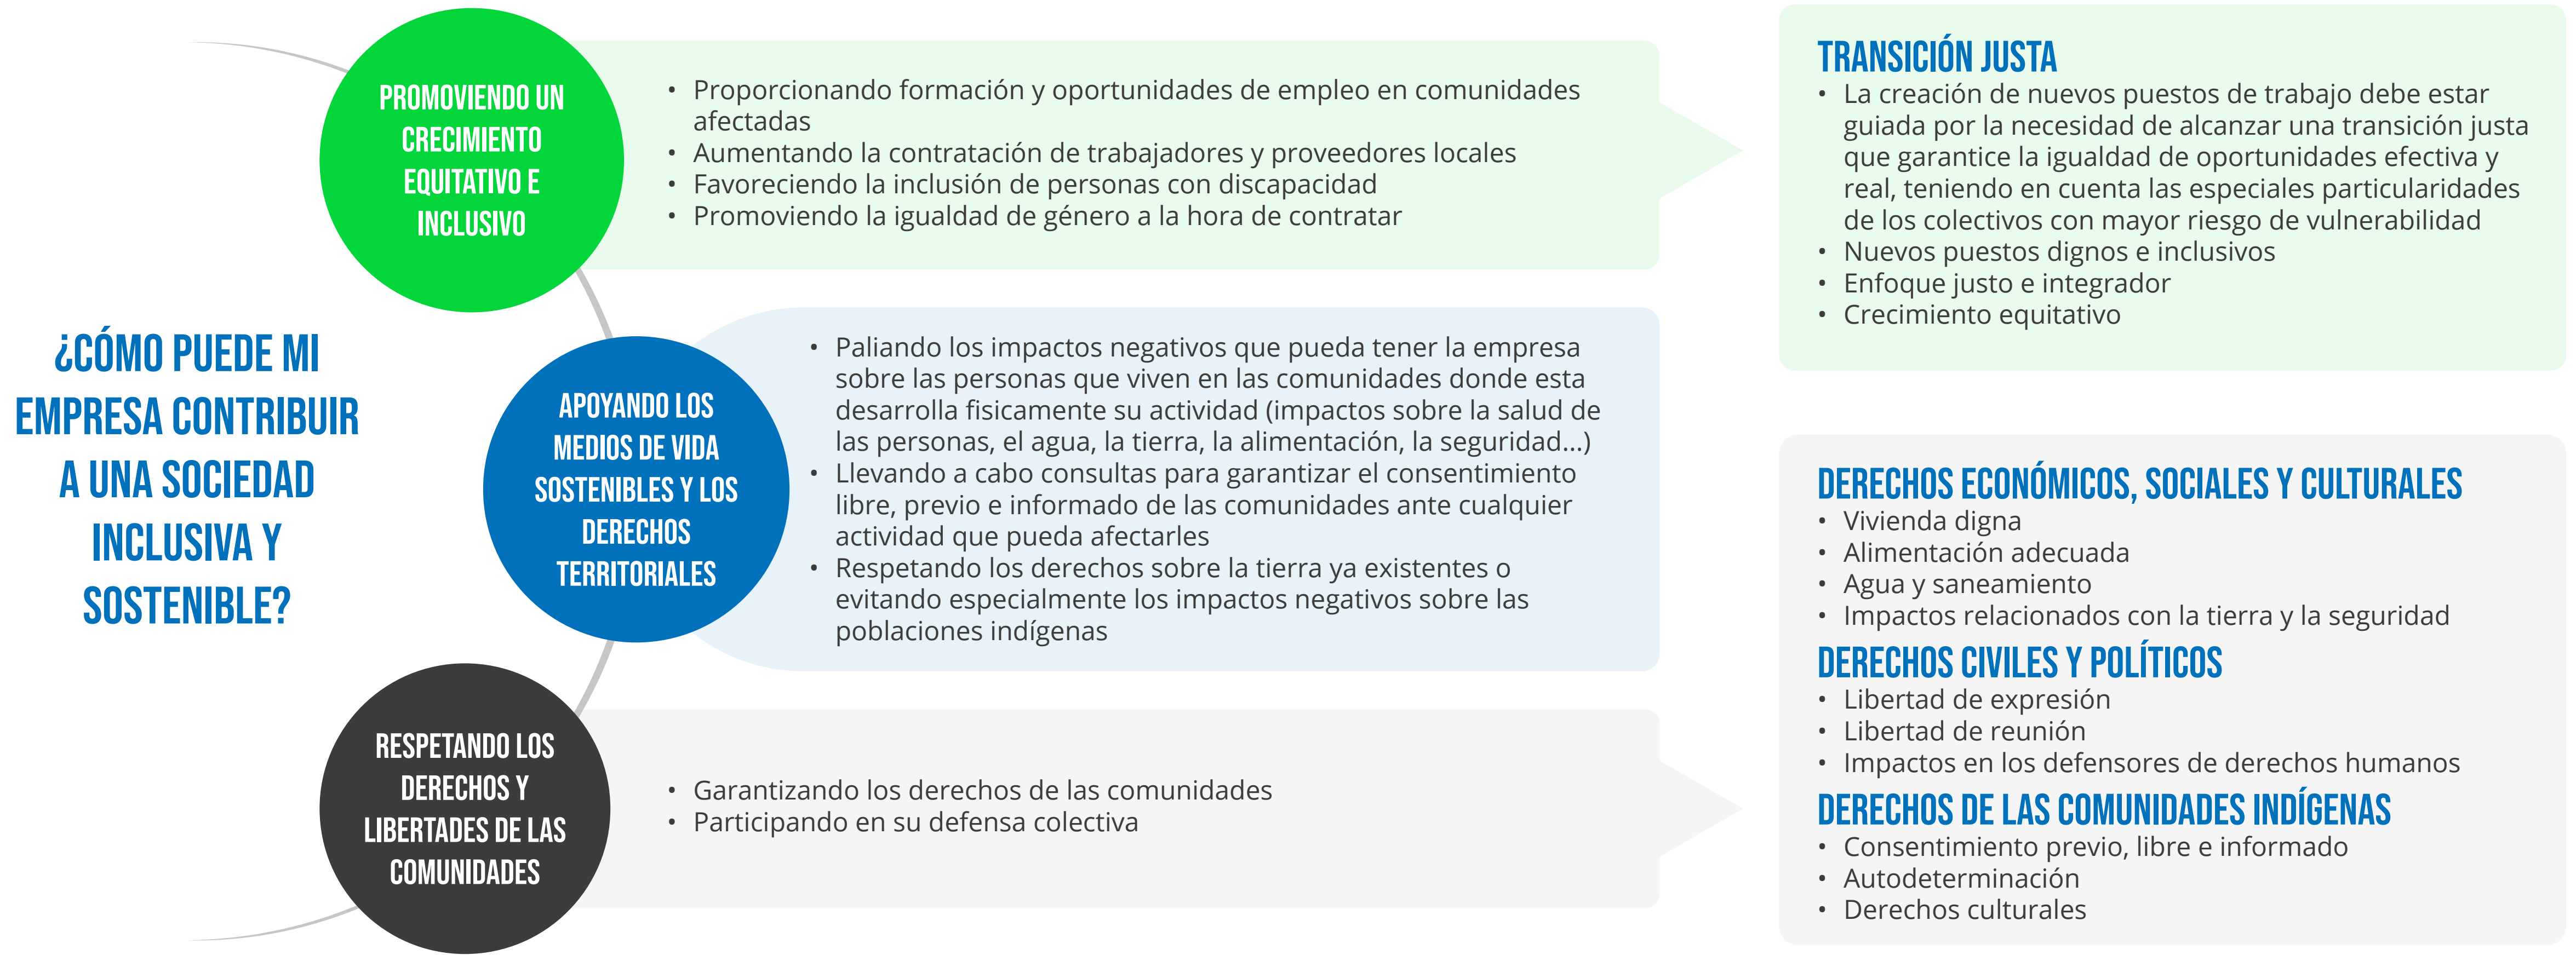 ¿CÓMO PUEDE MI
EMPRESA CONTRIBUIR
A UNA SOCIEDAD
INCLUSIVA Y
SOSTENIBLE?
PROMOVIENDO UN
CRECIMIENTO
EQUITATIVO E
INCLUSIVO
• Proporcionando formación y oportunidades de empleo en comunidades
afectadas
• Aumentando la contratación de trabajadores y proveedores locales
• Favoreciendo la inclusión de personas con discapacidad
• Promoviendo la igualdad de género a la hora de contratar
TRANSICIÓN JUSTA
• La creación de nuevos puestos de trabajo debe estar
guiada por la necesidad de alcanzar una transición justa
que garantice la igualdad de oportunidades efectiva y
real, teniendo en cuenta las especiales particularidades
de los colectivos con mayor riesgo de vulnerabilidad
• Nuevos puestos dignos e inclusivos
• Enfoque justo e integrador
• Crecimiento equitativo
APOYANDO LOS
MEDIOS DE VIDA
SOSTENIBLES Y LOS
DERECHOS
TERRITORIALES
• Paliando los impactos negativos que pueda tener la empresa
sobre las personas que viven en las comunidades donde esta
desarrolla fisicamente su actividad (impactos sobre la salud de
las personas, el agua, la tierra, la alimentación, la seguridad...)
• Llevando a cabo consultas para garantizar el consentimiento
libre, previo e informado de las comunidades ante cualquier
actividad que pueda afectarles
• Respetando los derechos sobre la tierra ya existentes o
evitando especialmente los impactos negativos sobre las
poblaciones indígenas
RESPETANDO LOS
DERECHOS Y
LIBERTADES DE LAS
COMUNIDADES
• Garantizando los derechos de las comunidades
• Participando en su defensa colectiva
DERECHOS ECONÓMICOS, SOCIALES Y CULTURALES
• Vivienda digna
• Alimentación adecuada
• Agua y saneamiento
• Impactos relacionados con la tierra y la seguridad
DERECHOS CIVILES Y POLÍTICOS
• Libertad de expresión
• Libertad de reunión
• Impactos en los defensores de derechos humanos
DERECHOS DE LAS COMUNIDADES INDÍGENAS
• Consentimiento previo, libre e informado
• Autodeterminación
• Derechos culturales